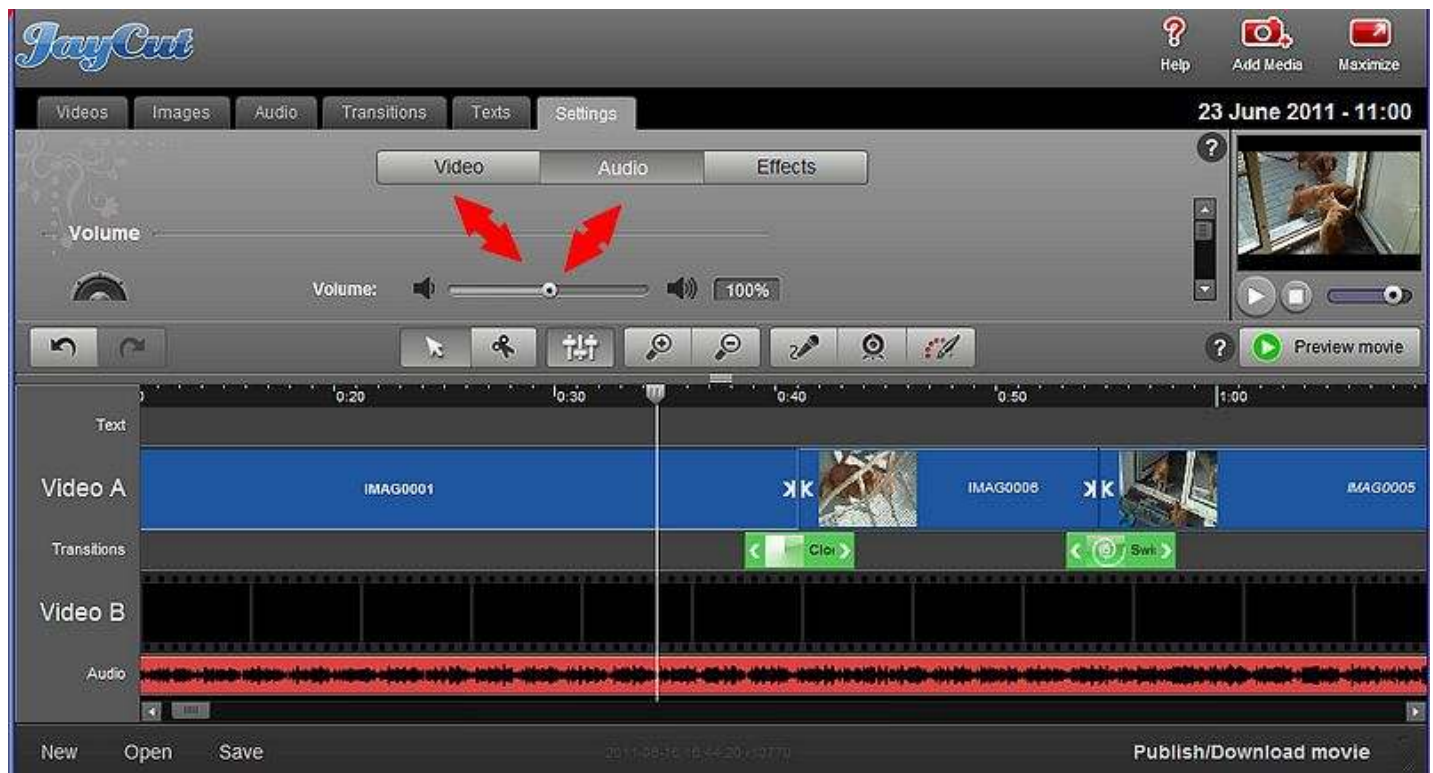 JayCut
Help Add Media Maximize
Videos Images Audio Transitions Texts Settings
23 June 2011 - 11:00
Video Audio Effects
?
Volume
Volume: 100%
? Preview movie
0:20 0:30 0:40 0:50 1:00
Text
Video A IMAG0001 IMAG0006 IMAG0005
Transitions Clo Swi
Video B
Audio
New Open Save Publish/Download movie